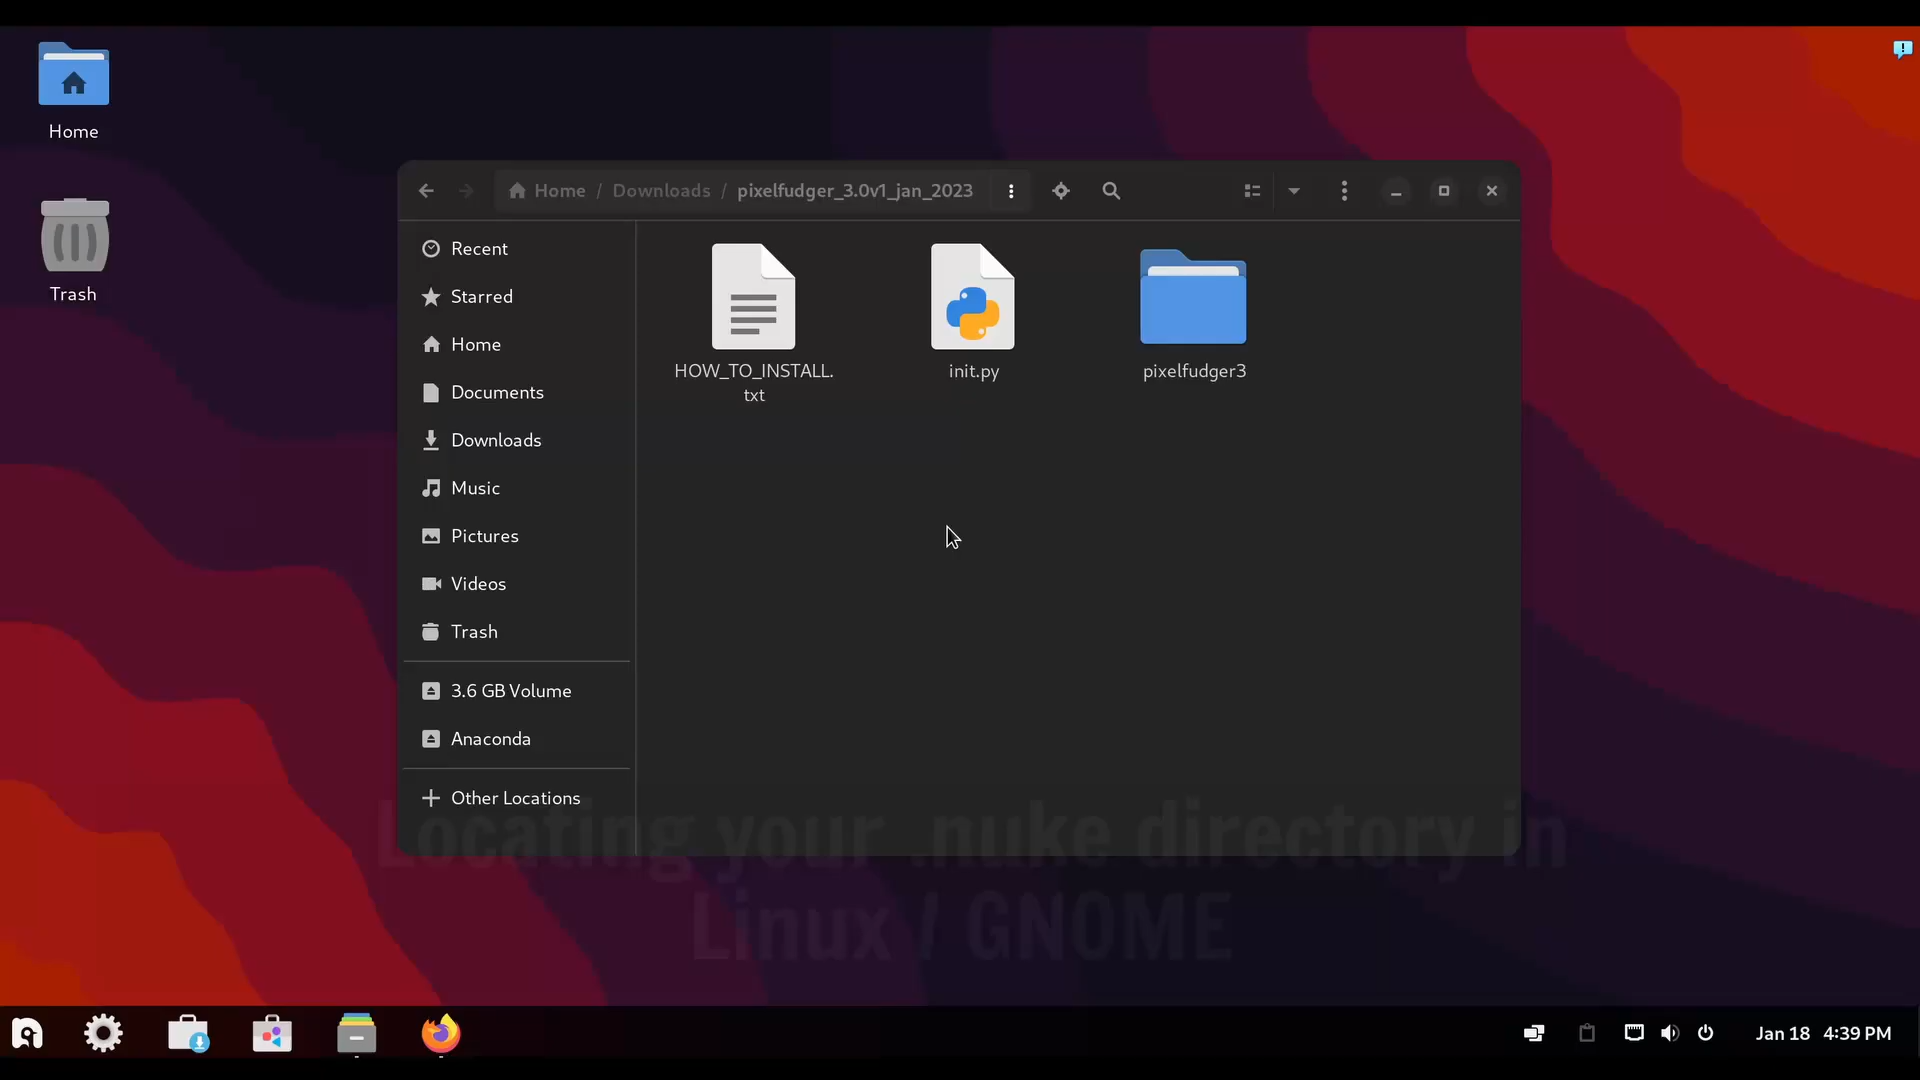 Home
Trash
Home / Downloads / pixelfudger_3.0v1_jan_2023
Recent
Starred
Home
Documents
Downloads
Music
Pictures
Videos
Trash
3.6 GB Volume
Anaconda
Other Locations
HOW_TO_INSTALL.
txt
init.py
pixelfudger3
Locating your .nuke directory in
Linux / GNOME
Jan 18 4:39 PM